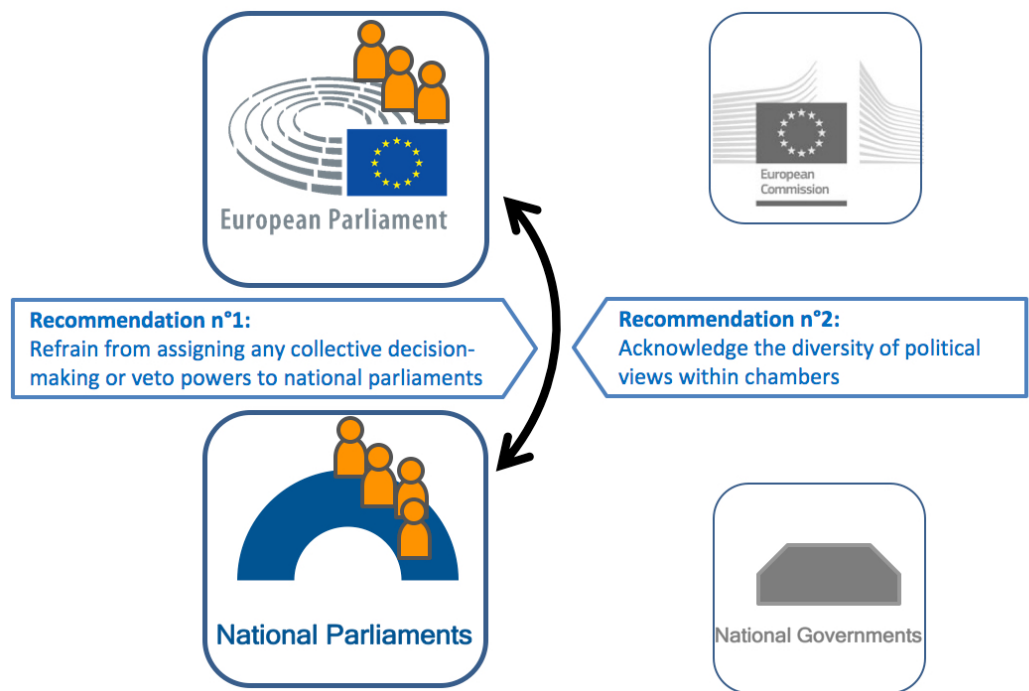 European Parliament
European
Commission
Recommendation n°1:
Refrain from assigning any collective decision-
making or veto powers to national parliaments
Recommendation n°2:
Acknowledge the diversity of political
views within chambers
National Parliaments
National Governments